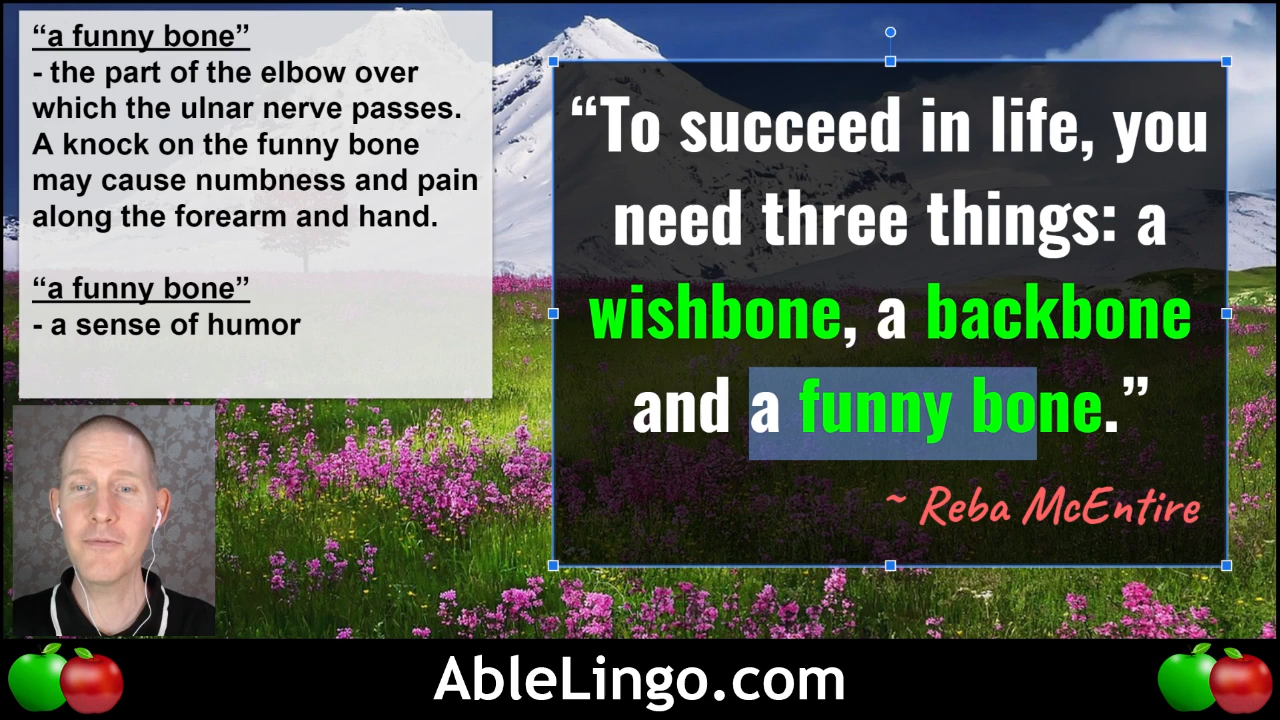 “a funny bone”
- the part of the elbow over
which the ulnar nerve passes.
A knock on the funny bone
may cause numbness and pain
along the forearm and hand.
“a funny bone”
- a sense of humor
“To succeed in life, you
need three things: a
wishbone, a backbone
and a funny bone.”
~ Reba McEntire
AbleLingo.com